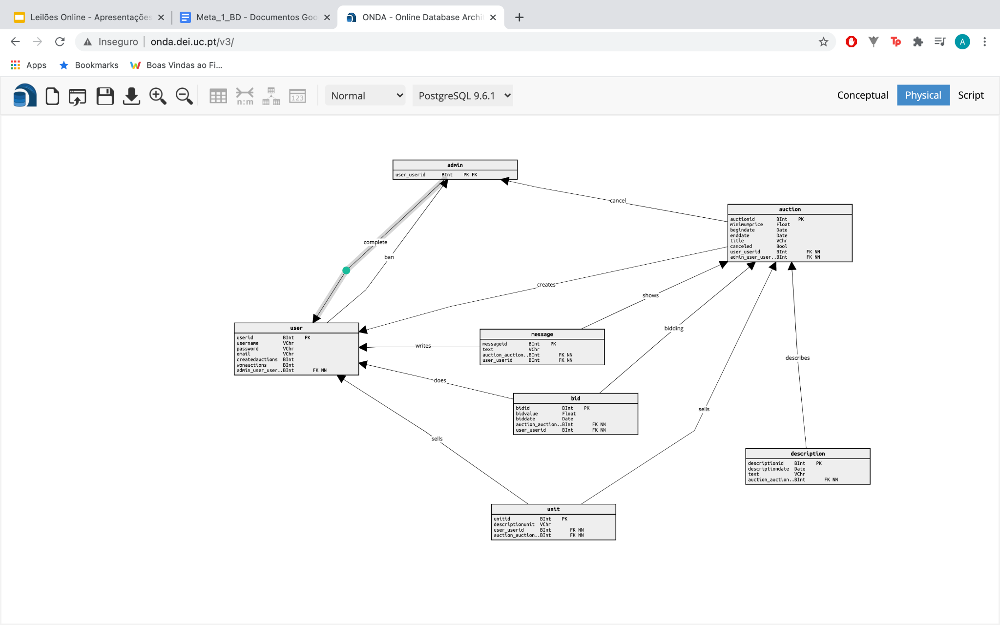 Leilões Online - Apresentações
Meta_1_BD - Documentos Goo
ONDA - Online Database Archi
Inseguro
onda.dei.uc.pt/v3/
Tp
A
Apps
Bookmarks
Boas Vindas ao Fi...
n:m
123
Normal
PostgreSQL 9.6.1
Conceptual
Physical
Script
admin
user_userid BInt PK FK
cancel
auction
auctionid BInt PK
minimumprice Float
begindate Date
enddate Date
title VChr
canceled Bool
user_userid BInt FK NN
admin_user_user..BInt FK NN
complete
ban
creates
shows
user
userid BInt PK
username VChr
password VChr
email VChr
createdauctions BInt
wonauctions BInt
admin_user_user..BInt FK NN
bidding
message
messageid BInt PK
text VChr
auction_auction..BInt FK NN
user_userid BInt FK NN
writes
describes
does
bid
bidid BInt PK
bidvalue Float
biddate Date
auction_auction..BInt FK NN
user_userid BInt FK NN
sells
sells
description
descriptionid BInt PK
descriptiondate Date
text VChr
auction_auction..BInt FK NN
unit
unitid BInt PK
descriptionunit VChr
user_userid BInt FK NN
auction_auction..BInt FK NN